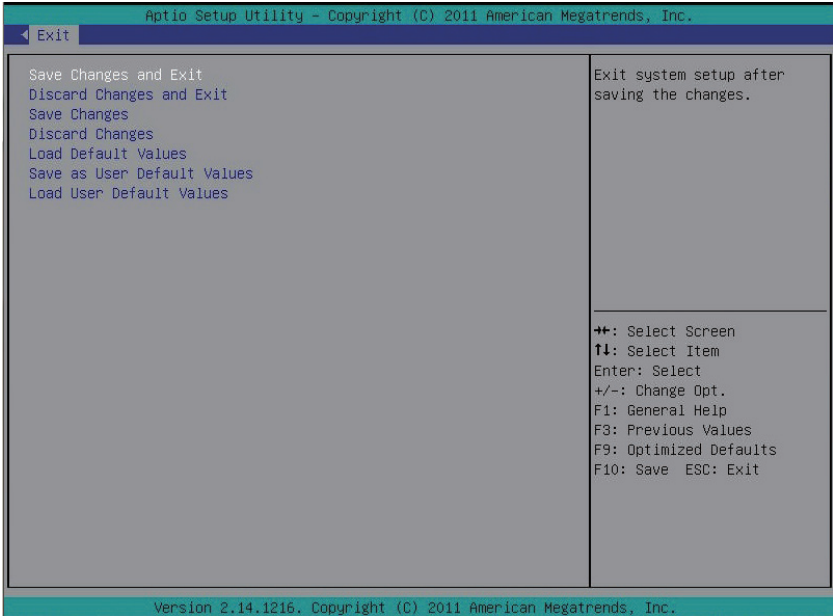 Aptio Setup Utility – Copyright (C) 2011 American Megatrends, Inc.
Exit
Save Changes and Exit
Discard Changes and Exit
Save Changes
Discard Changes
Load Default Values
Save as User Default Values
Load User Default Values
Exit system setup after
saving the changes.
→←: Select Screen
↑↓: Select Item
Enter: Select
+/-: Change Opt.
F1: General Help
F3: Previous Values
F9: Optimized Defaults
F10: Save  ESC: Exit
Version 2.14.1216. Copyright (C) 2011 American Megatrends, Inc.